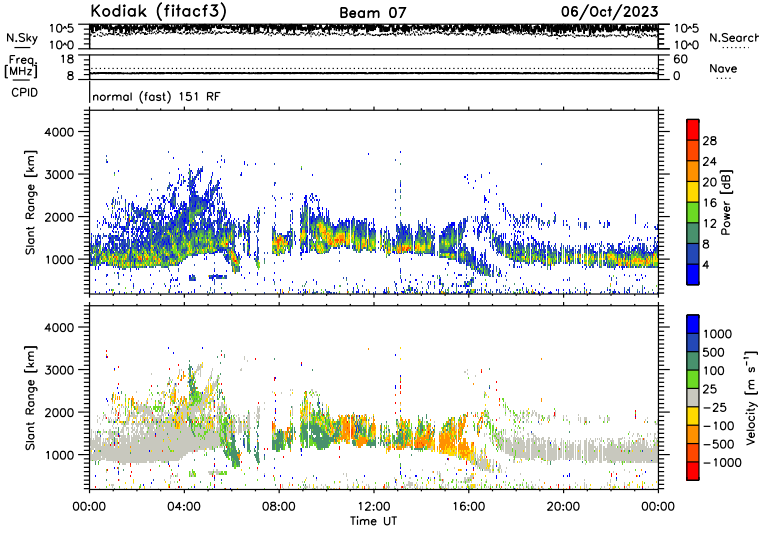 Kodiak (fitacf3) Beam 07 06/Oct/2023
N.Sky 10^5 10^0 10^5 10^0 N.Search
Freq. [MHz] 18 8 60 0 Nave
CPID normal (fast) 151 RF
Slant Range [km] 4000 3000 2000 1000
28 24 20 16 12 8 4 Power [dB]
Slant Range [km] 4000 3000 2000 1000
1000 500 100 25 −25 −100 −500 −1000 Velocity [m s⁻¹]
00:00 04:00 08:00 12:00 16:00 20:00 00:00
Time UT